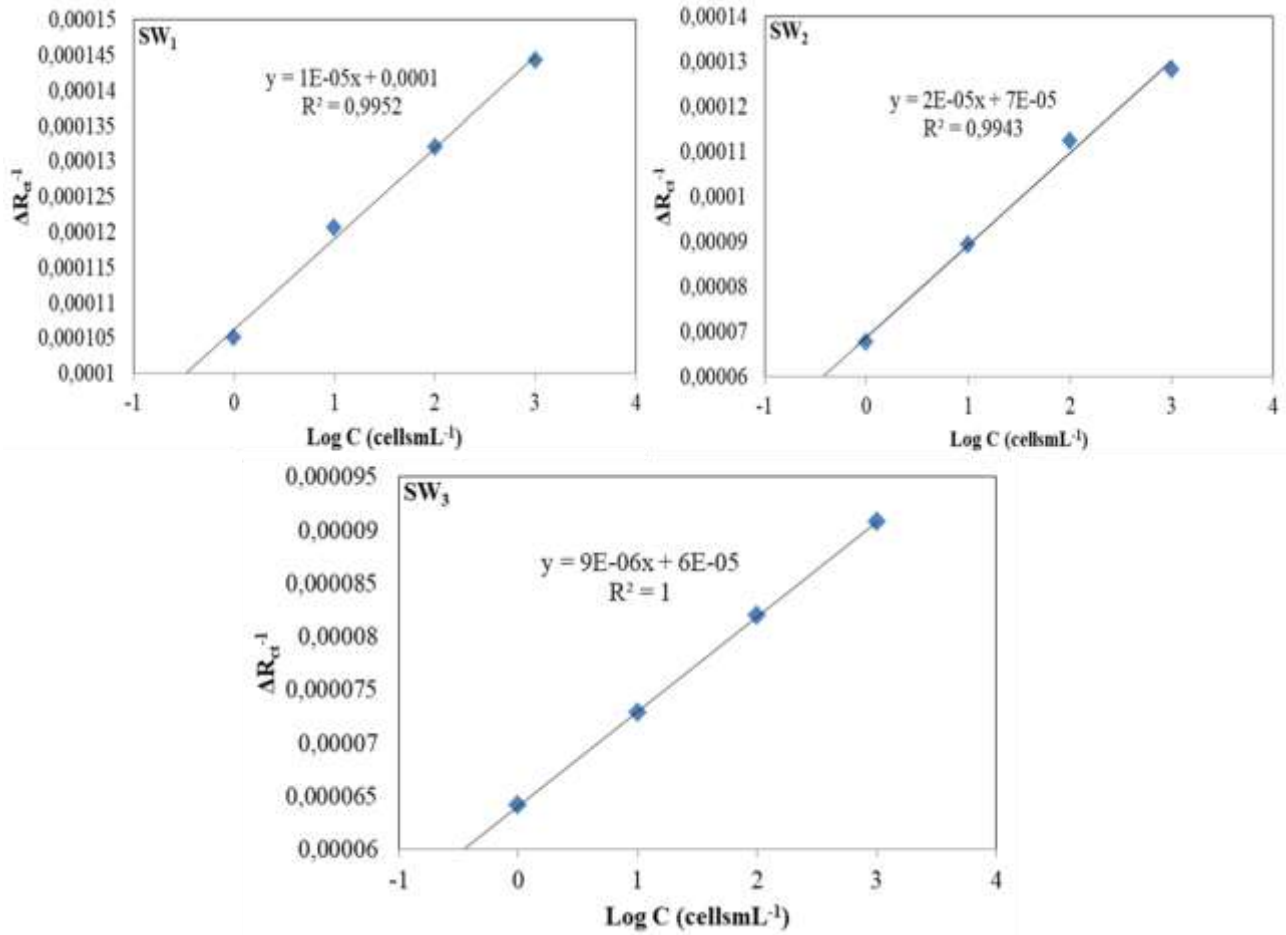 SW₁
y = 1E-05x + 0,0001
R² = 0,9952
ΔR_ct⁻¹
0,00015
0,000145
0,00014
0,000135
0,00013
0,000125
0,00012
0,000115
0,00011
0,000105
0,0001
-1 0 1 2 3 4
Log C (cellsmL⁻¹)
SW₂
y = 2E-05x + 7E-05
R² = 0,9943
ΔR_ct⁻¹
0,00014
0,00013
0,00012
0,00011
0,0001
0,00009
0,00008
0,00007
0,00006
-1 0 1 2 3 4
Log C (cellsmL⁻¹)
SW₃
y = 9E-06x + 6E-05
R² = 1
ΔR_ct⁻¹
0,000095
0,00009
0,000085
0,00008
0,000075
0,00007
0,000065
0,00006
-1 0 1 2 3 4
Log C (cellsmL⁻¹)